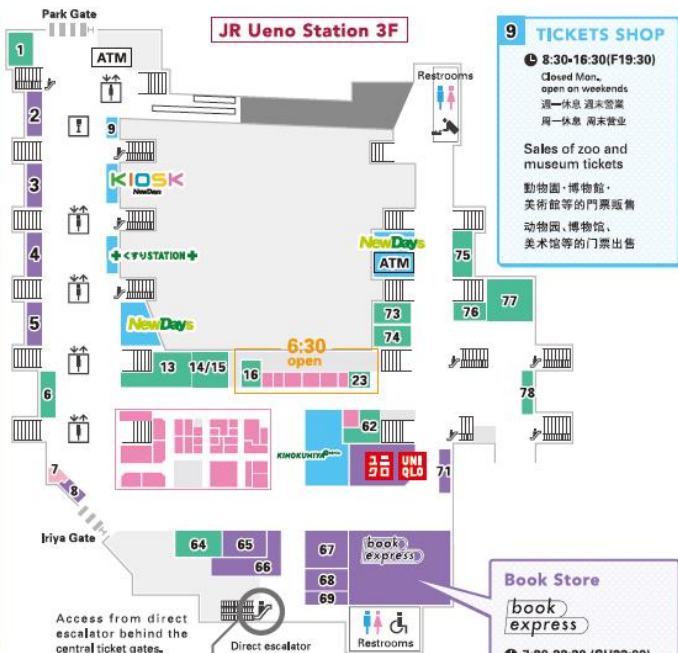 JR Ueno Station 3F
Park Gate
1
ATM
2
9
3
KIOSK
NewDays
4
+くすりSTATION+
5
NewDays
6
13
14/15
6:30
open
16
23
Restrooms
NewDays
ATM
73
74
75
76
77
78
7
8
Iriya Gate
KINOKUNIYA
62
ユニ
クロ
UNI
QLO
71
64
65
66
67
68
69
book
express
Access from direct
escalator behind the
central ticket gates.
Direct escalator
Restrooms
9 TICKETS SHOP
8:30-16:30(F19:30)
Closed Mon.,
open on weekends
週一休息 週末営業
周一休息 周末营业
Sales of zoo and
museum tickets
動物園・博物館・
美術館等的門票販售
动物园、博物馆、
美术馆等的门票出售
Book Store
book
express